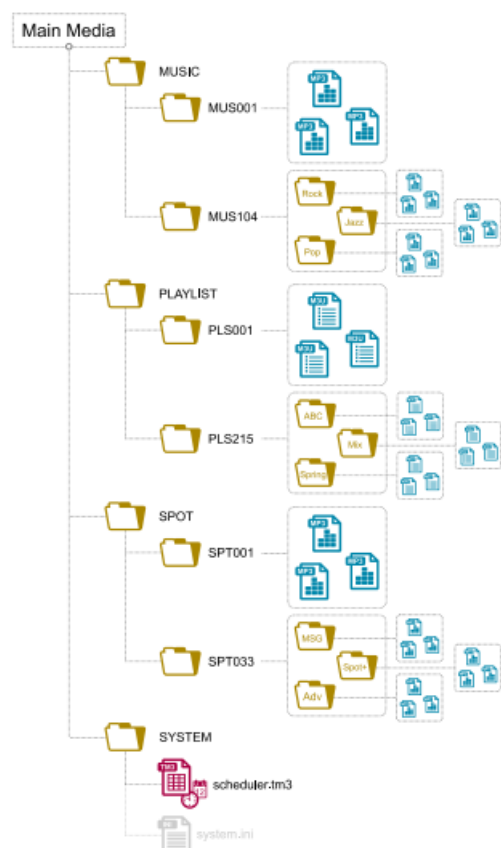 Main Media
MUSIC
MUS001
MP3
MP3
MP3
MUS104
Rock
Jazz
Pop
PLAYLIST
PLS001
M3U
M3U
M3U
PLS215
ABC
Mix
Spring
SPOT
SPT001
MP3
MP3
MP3
SPT033
MSG
Spot+
Adv
SYSTEM
TM3
12
scheduler.tm3
system.ini